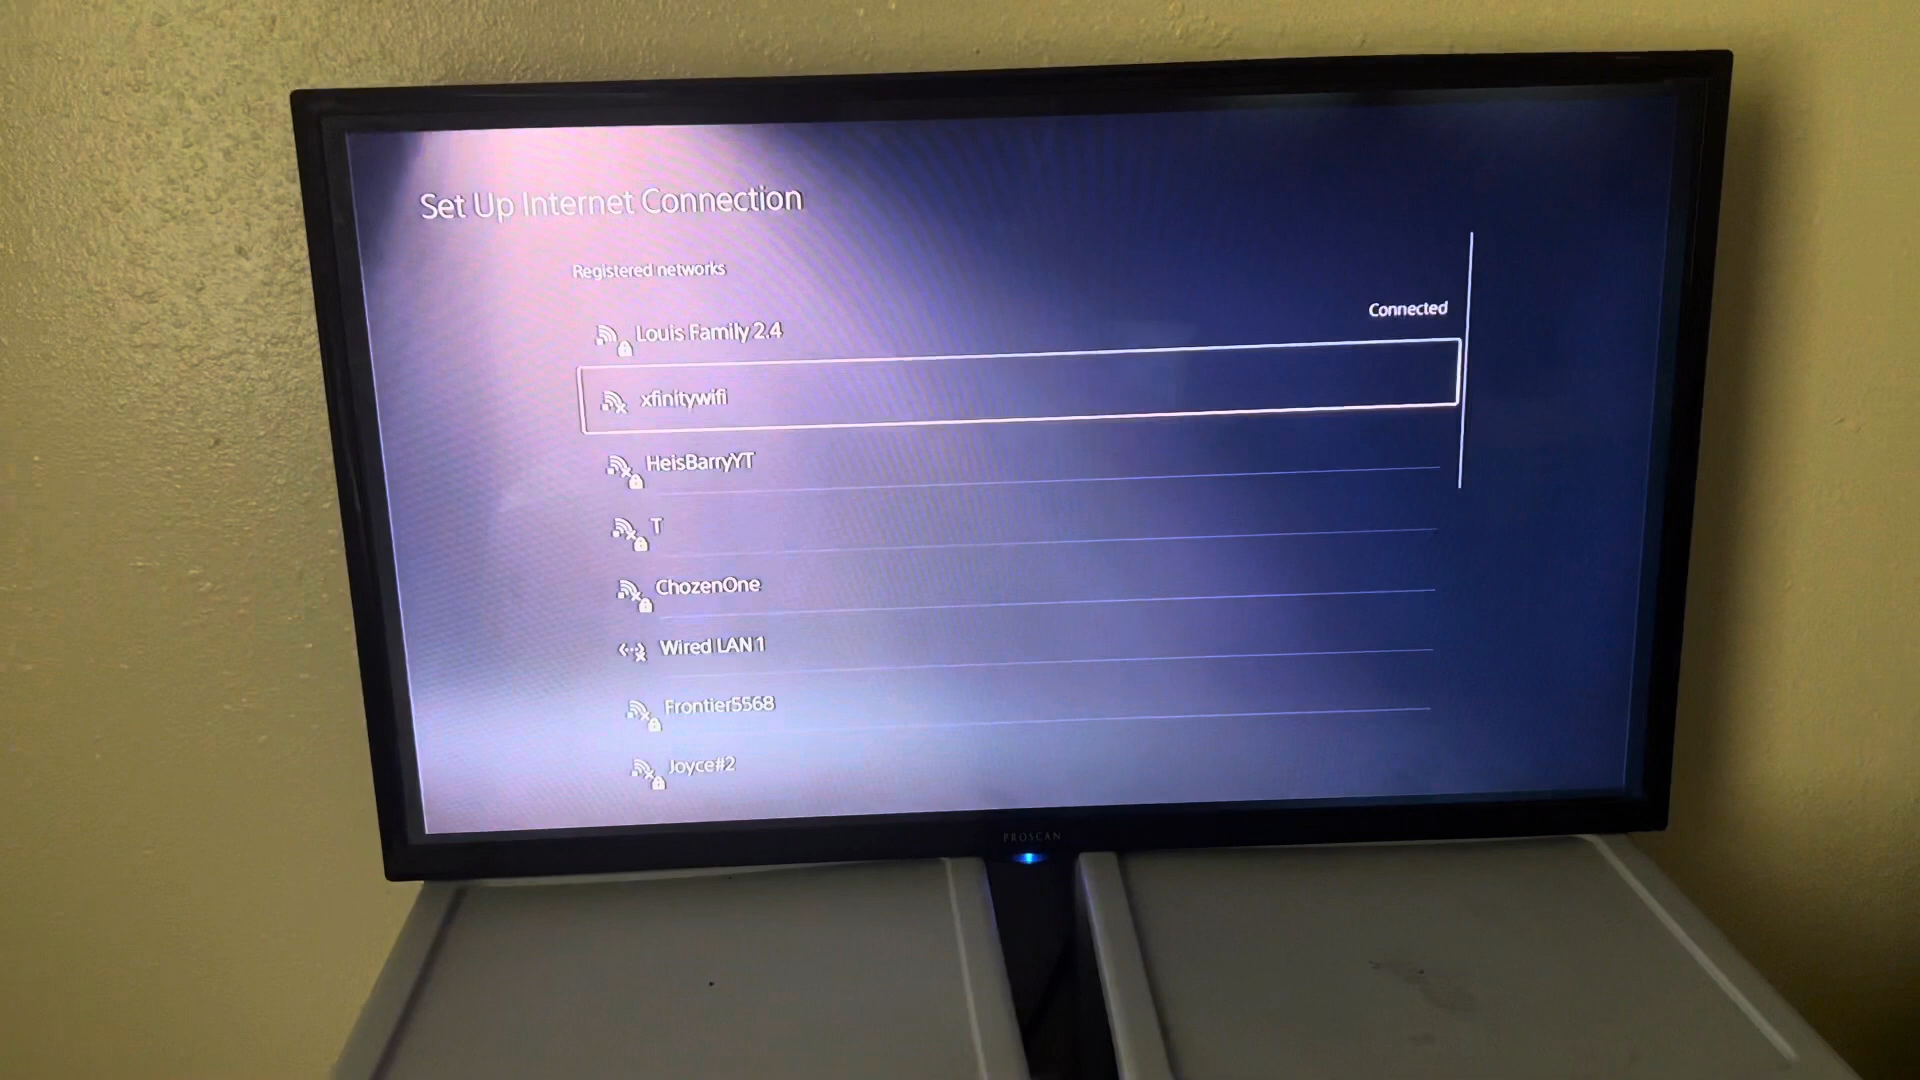 Set Up Internet Connection
Registered networks
Connected
Louis Family 2.4
xfinitywifi
HeisBarryYT
T
ChozenOne
Wired LAN 1
Frontier5568
Joyce#2
PROSCAN